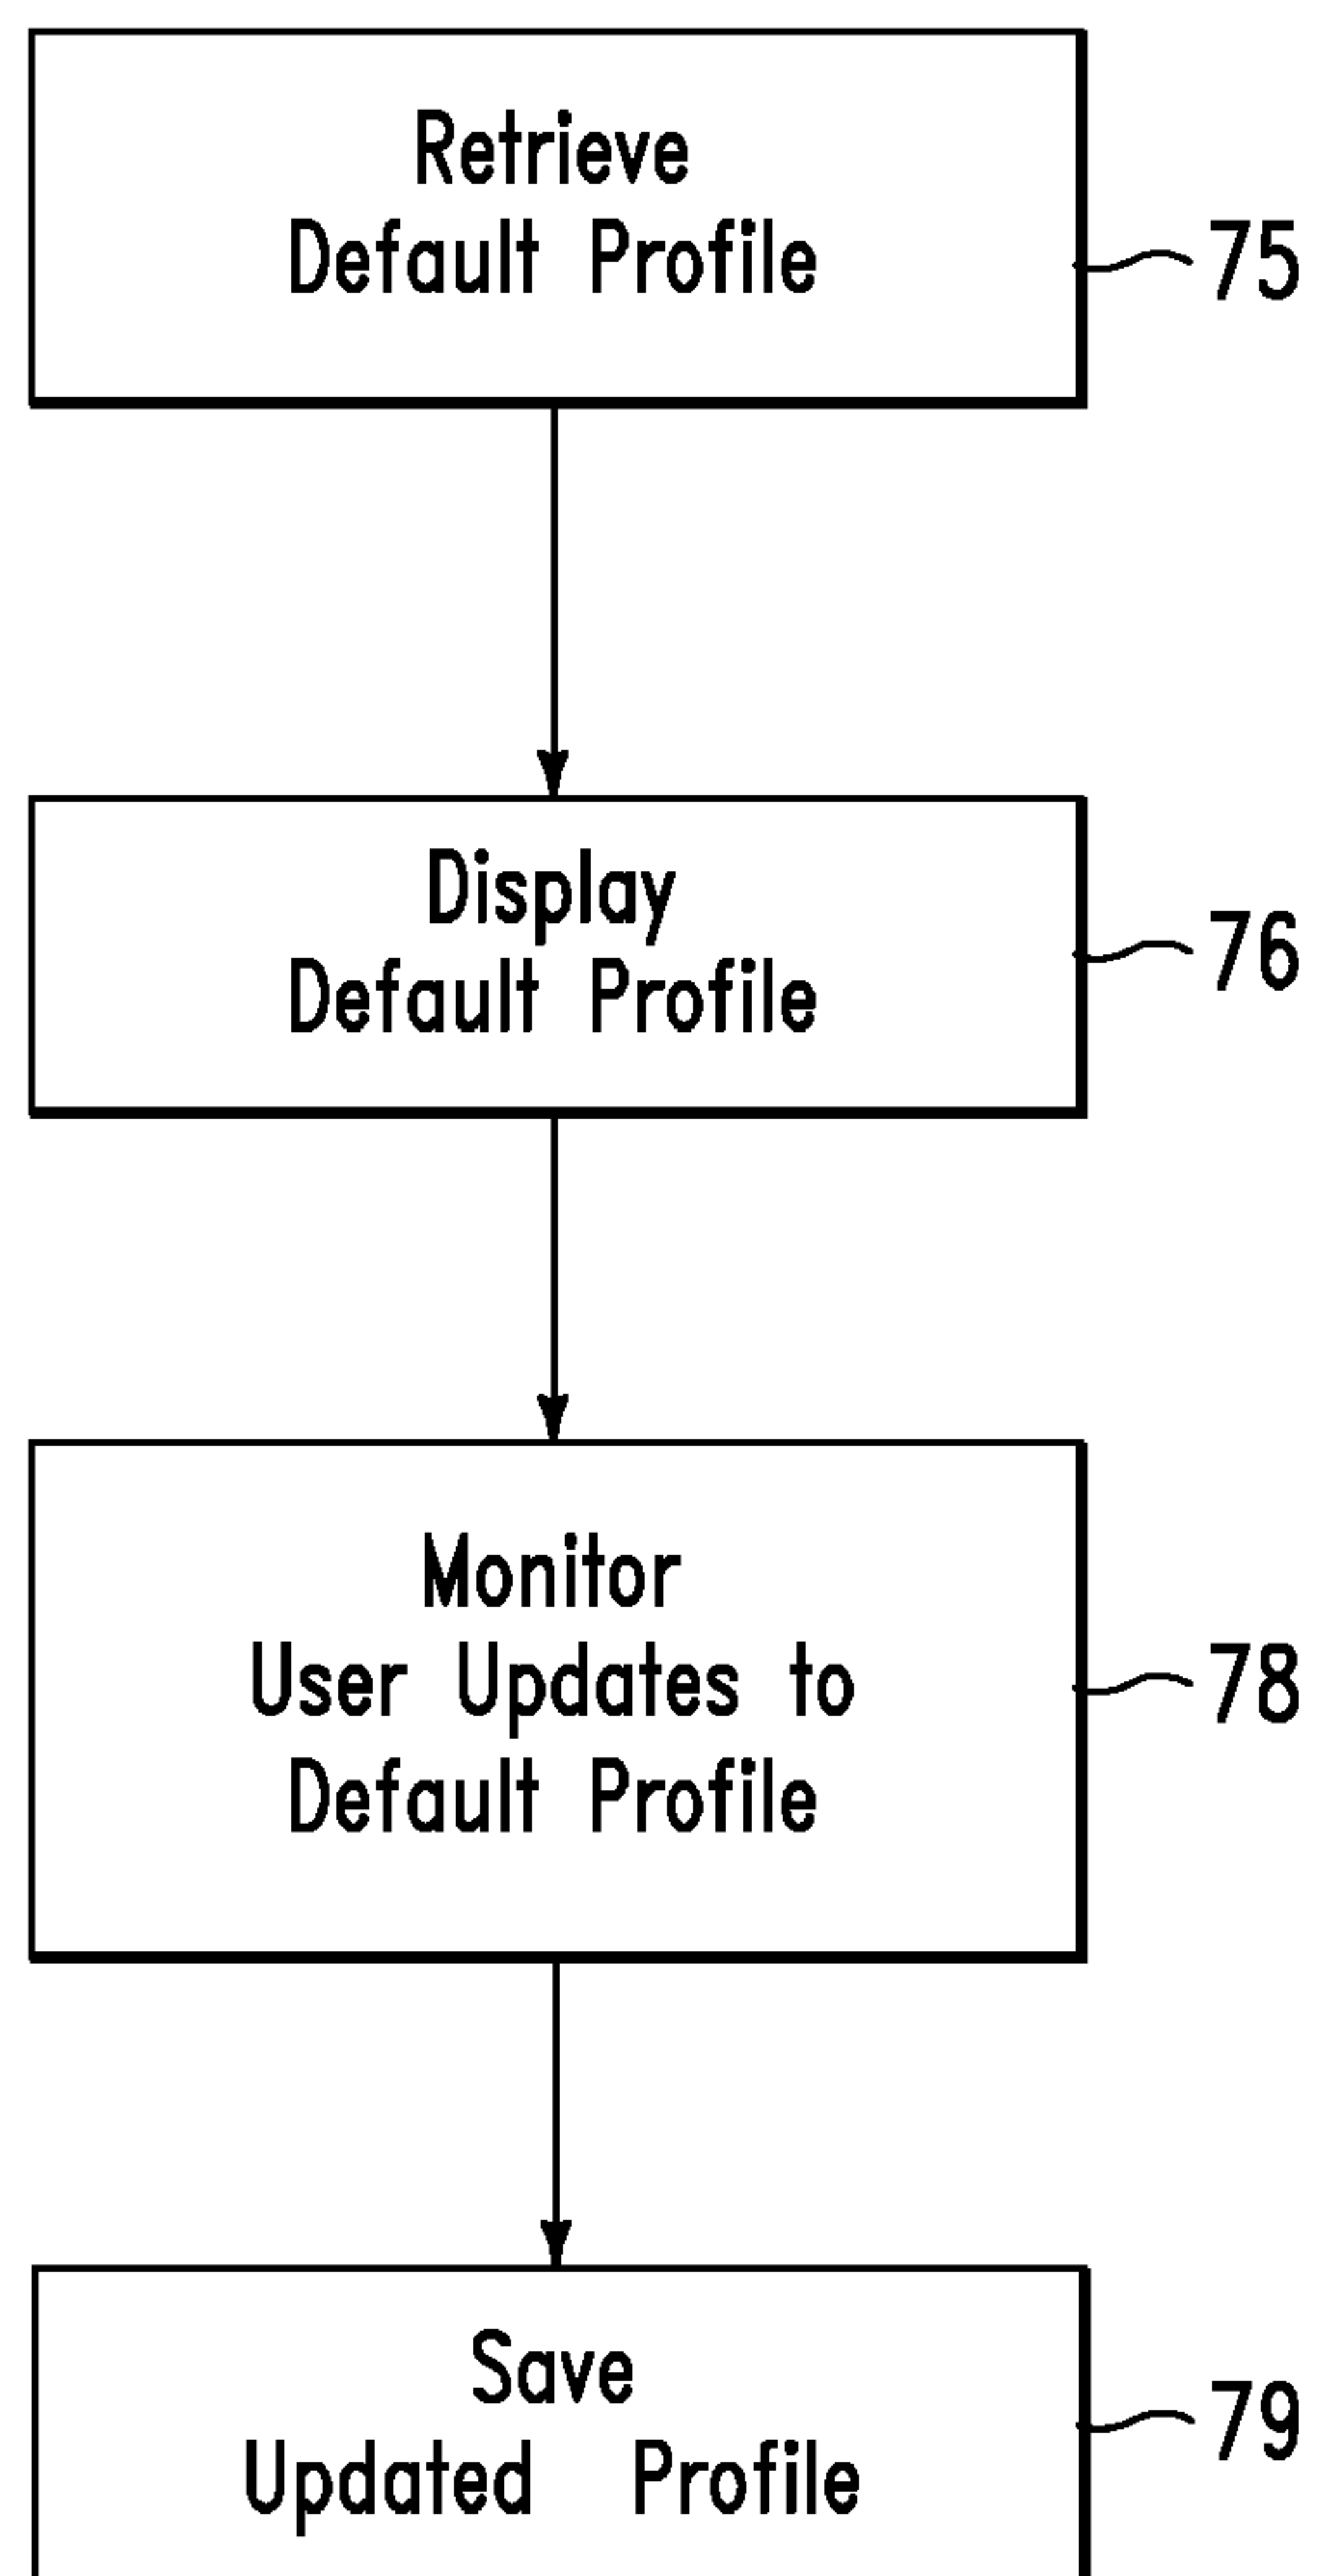 Retrieve
Default Profile
75
Display
Default Profile
76
Monitor
User Updates to
Default Profile
78
Save
Updated Profile
79